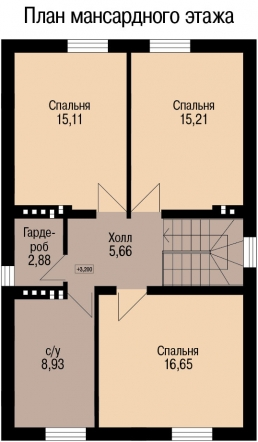 План мансардного этажа
Спальня
15,11
Спальня
15,21
Гарде-
роб
2,88
Холл
5,66
+3,200
с/у
8,93
Спальня
16,65